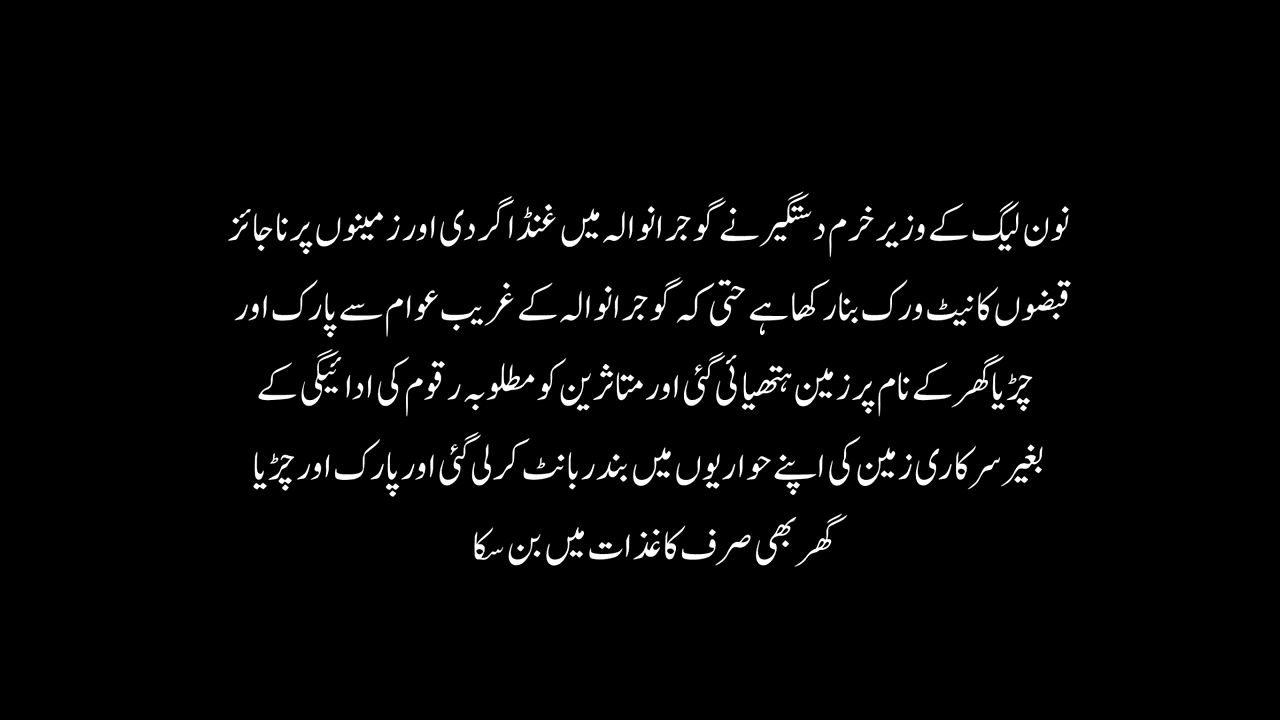 نون لیگ کے وزیر خرم دستگیر نے گوجرانوالہ میں غنڈا گردی اور زمینوں پر ناجائز
قبضوں کا نیٹ ورک بنا رکھا ہے حتی کہ گوجرانوالہ کے غریب عوام سے پارک اور
چڑیا گھر کے نام پر زمین ہتھیائی گئی اور متاثرین کو مطلوبہ رقوم کی ادائیگی کے
بغیر سرکاری زمین کی اپنے حواریوں میں بندر بانٹ کر لی گئی اور پارک اور چڑیا
گھر بھی صرف کاغذات میں بن سکا